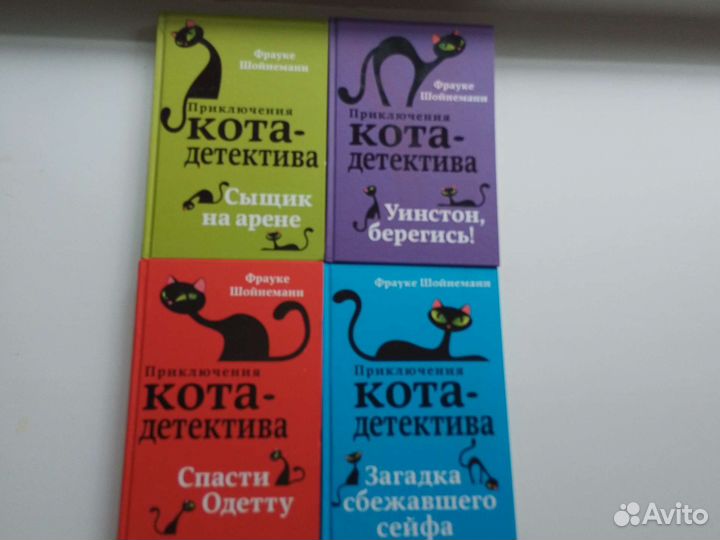 Фрауке
Шойнеманн
Приключения
кота-
детектива
Сыщик
на арене
Фрауке
Шойнеманн
Приключения
кота-
детектива
Уинстон,
берегись!
Фрауке
Шойнеманн
Приключения
кота-
детектива
Спасти
Одетту
Фрауке Шойнеманн
Приключения
кота-
детектива
Загадка
сбежавшего
сейфа
Avito